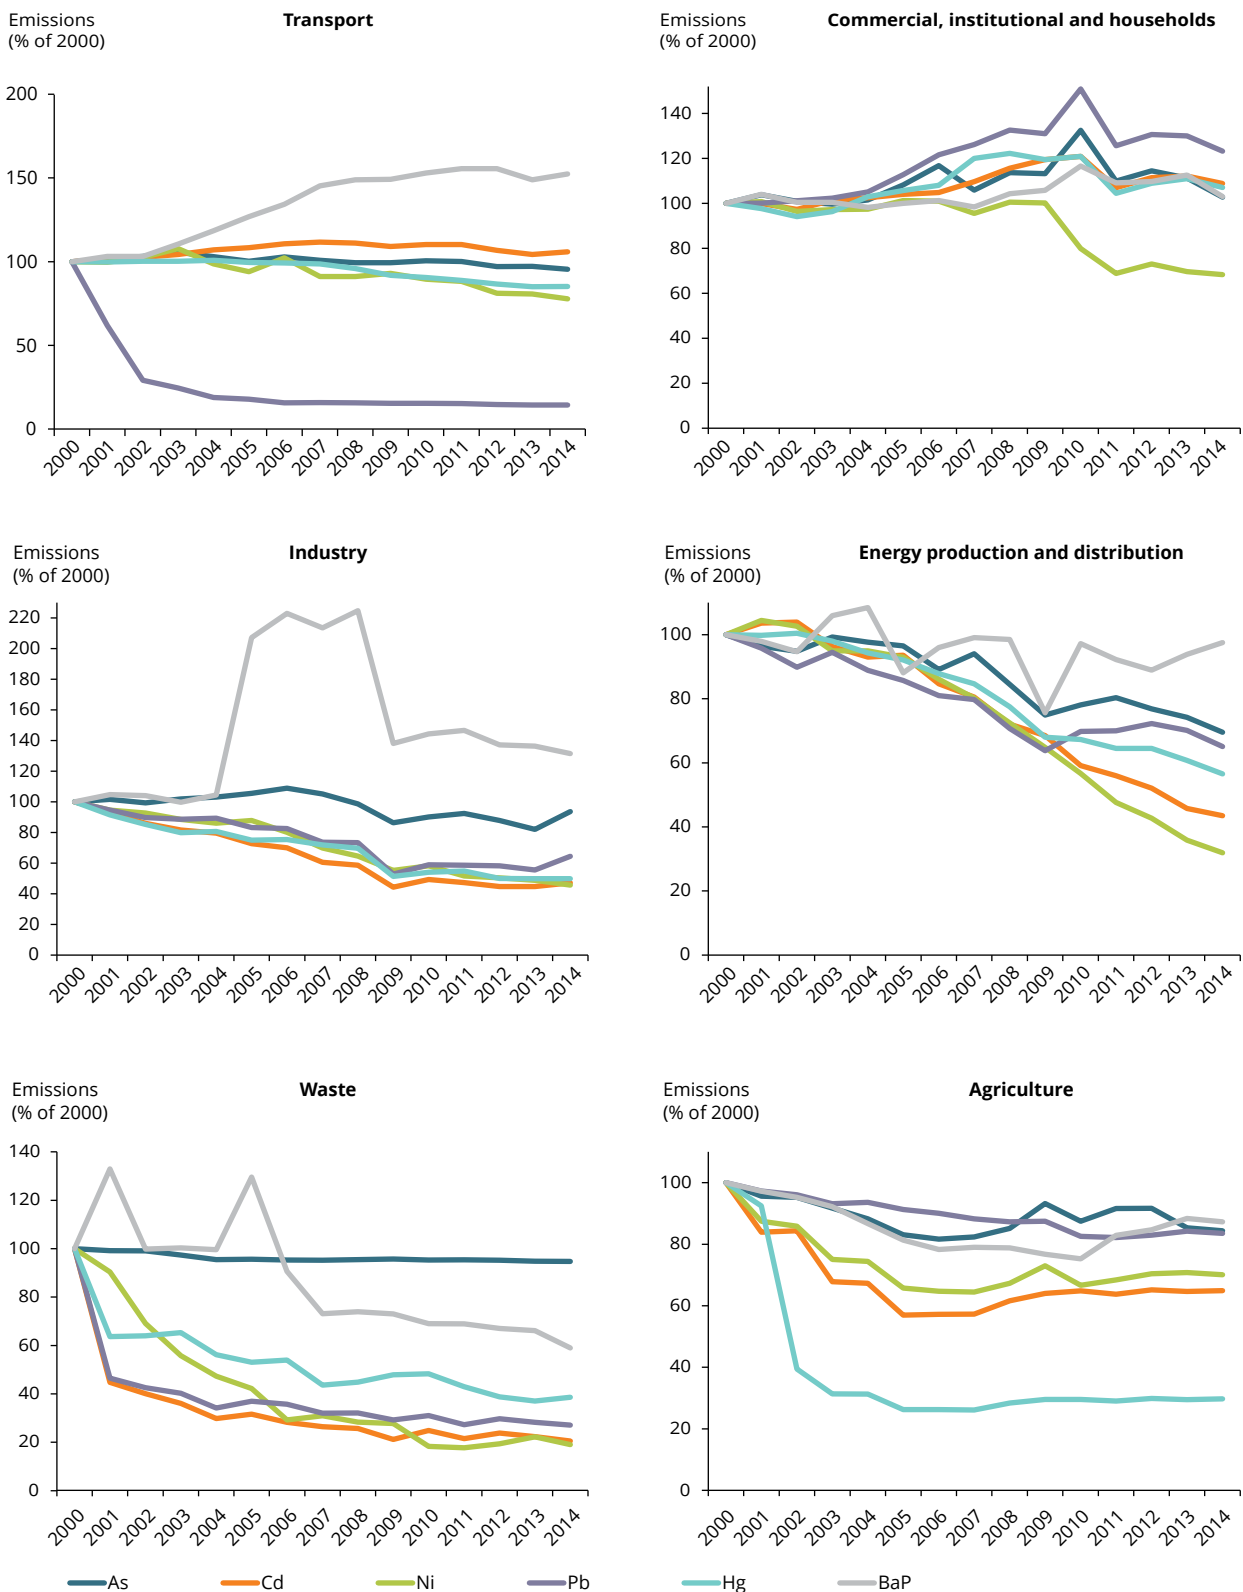 Emissions
(% of 2000)
Transport
200
150
100
50
0
2000 2001 2002 2003 2004 2005 2006 2007 2008 2009 2010 2011 2012 2013 2014
Emissions
(% of 2000)
Commercial, institutional and households
140
120
100
80
60
40
20
0
2000 2001 2002 2003 2004 2005 2006 2007 2008 2009 2010 2011 2012 2013 2014
Emissions
(% of 2000)
Industry
220
200
180
160
140
120
100
80
60
40
20
0
2000 2001 2002 2003 2004 2005 2006 2007 2008 2009 2010 2011 2012 2013 2014
Emissions
(% of 2000)
Energy production and distribution
100
80
60
40
20
0
2000 2001 2002 2003 2004 2005 2006 2007 2008 2009 2010 2011 2012 2013 2014
Emissions
(% of 2000)
Waste
140
120
100
80
60
40
20
0
2000 2001 2002 2003 2004 2005 2006 2007 2008 2009 2010 2011 2012 2013 2014
Emissions
(% of 2000)
Agriculture
100
80
60
40
20
0
2000 2001 2002 2003 2004 2005 2006 2007 2008 2009 2010 2011 2012 2013 2014
As Cd Ni Pb Hg BaP